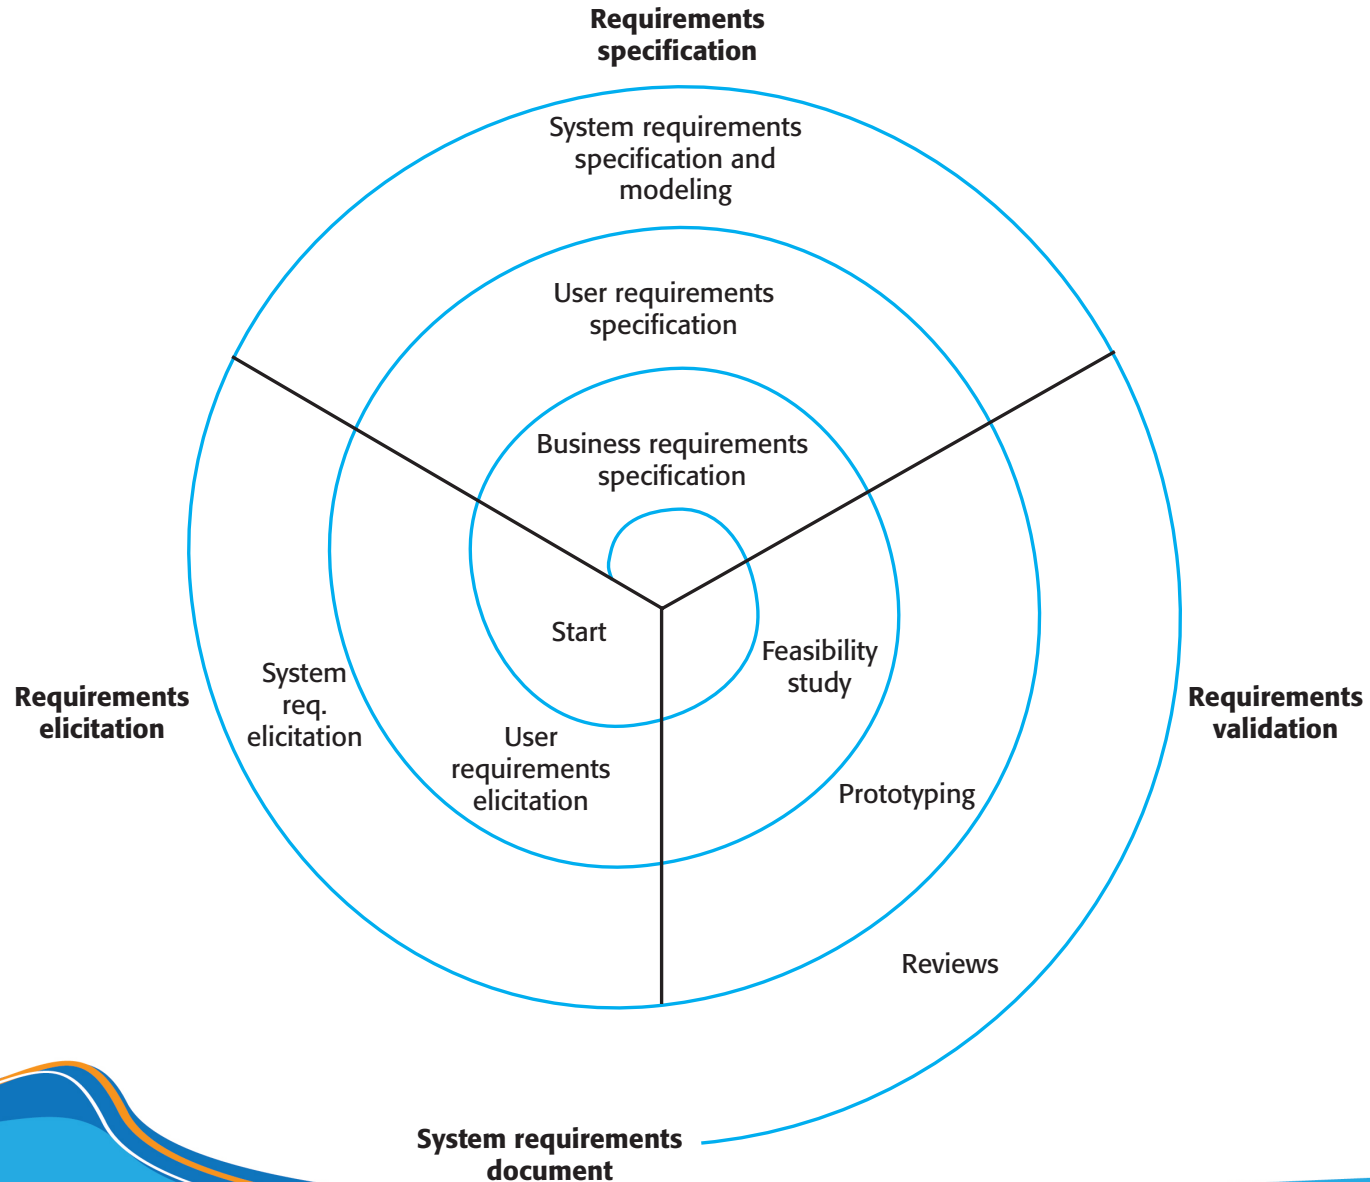 Requirements
specification
System requirements
specification and
modeling
User requirements
specification
Business requirements
specification
Start
Feasibility
study
System
req.
elicitation
Requirements
elicitation
Requirements
validation
User
requirements
elicitation
Prototyping
Reviews
System requirements
document